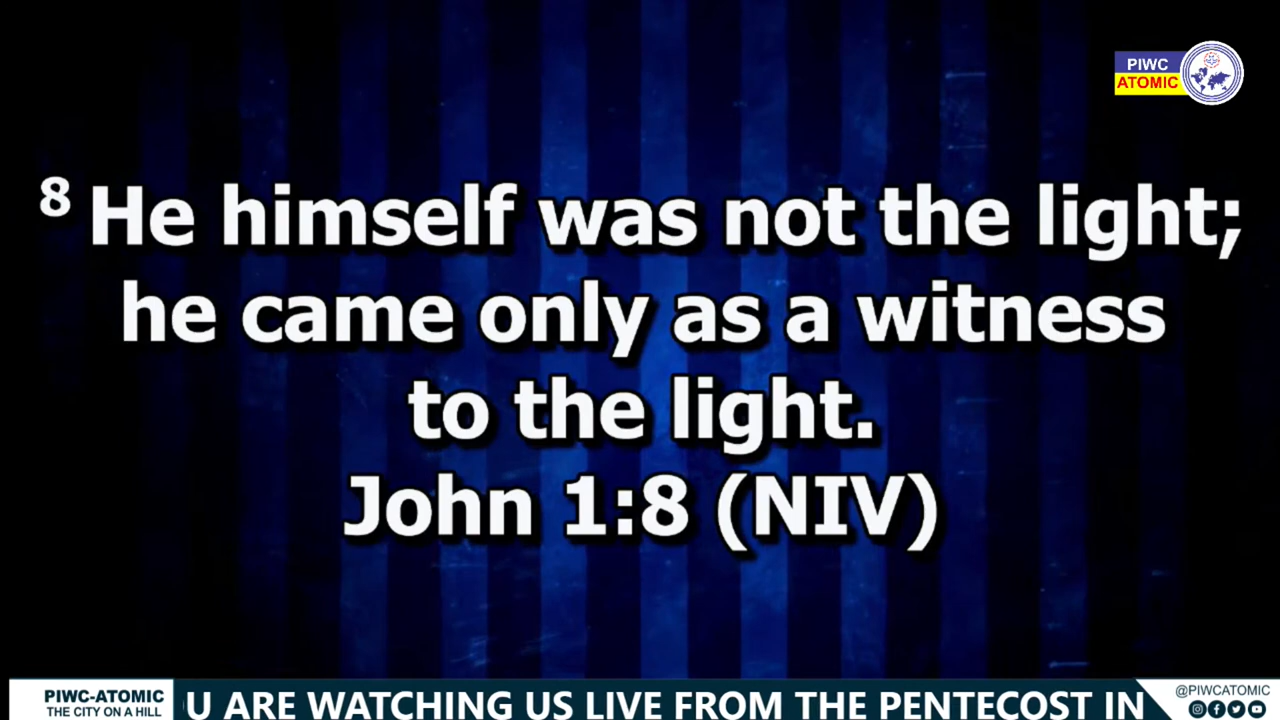 PIWC
ATOMIC
8 He himself was not the light;
he came only as a witness
to the light.
John 1:8 (NIV)
PIWC-ATOMIC
THE CITY ON A HILL
U ARE WATCHING US LIVE FROM THE PENTECOST IN
@PIWCATOMIC